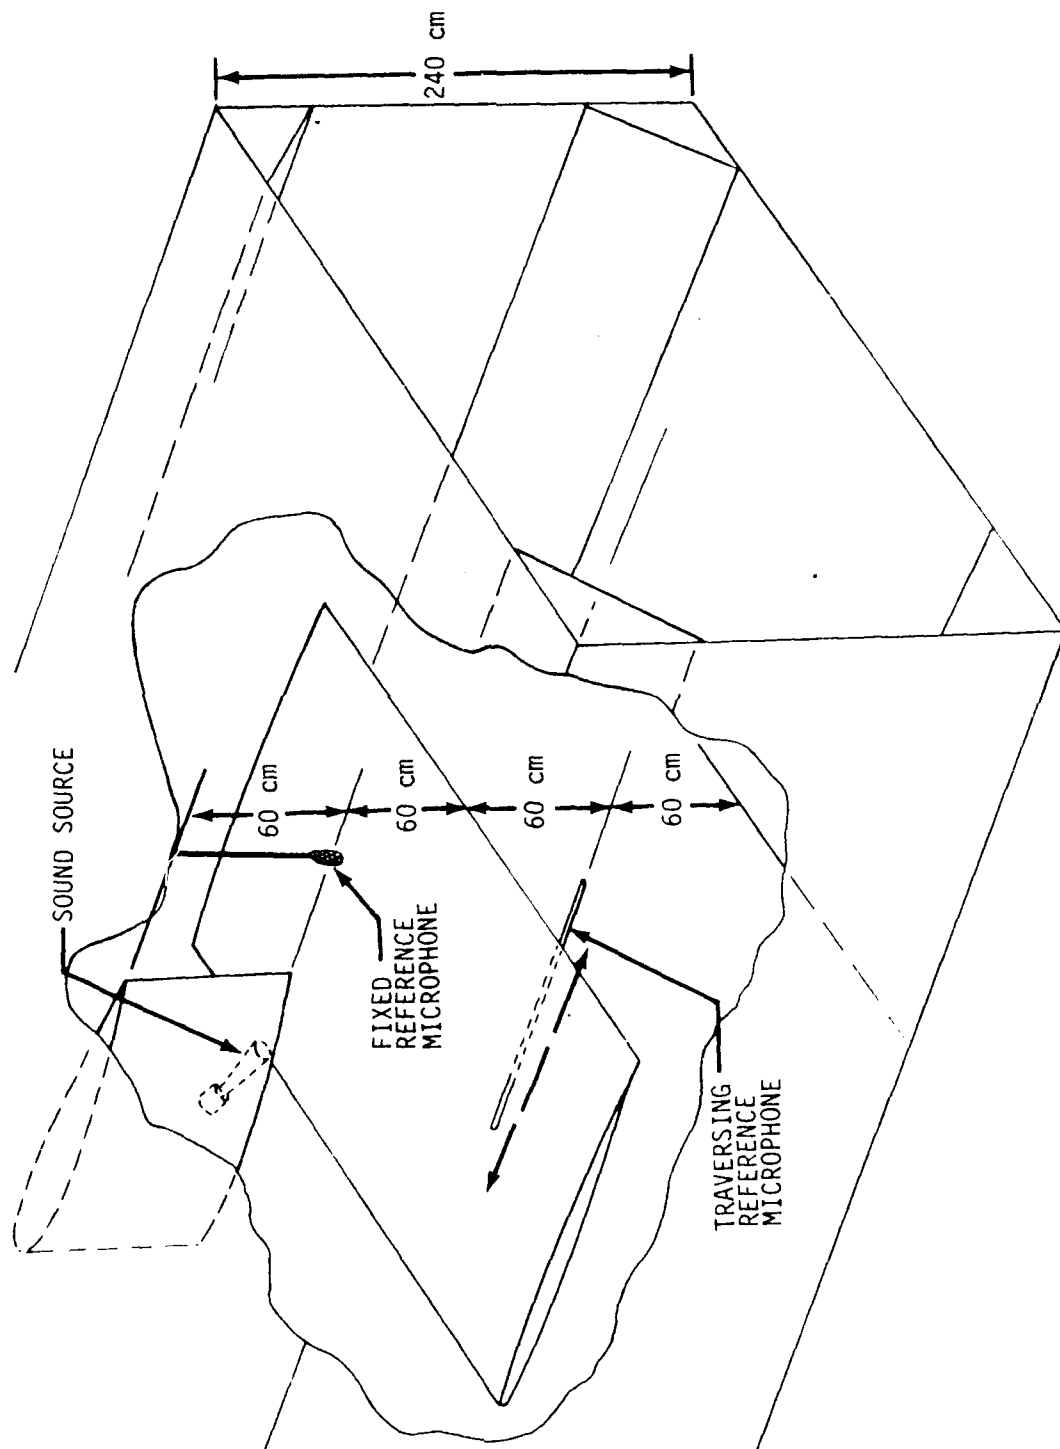 SOUND SOURCE
240 cm
60 cm
60 cm
60 cm
60 cm
FIXED
REFERENCE
MICROPHONE
TRAVERSING
REFERENCE
MICROPHONE